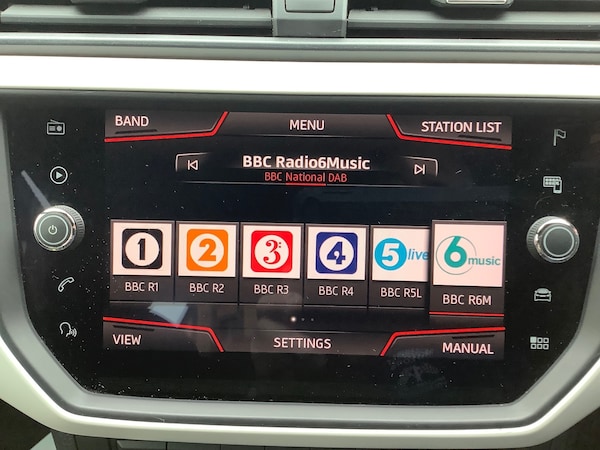 BAND
MENU
STATION LIST
BBC Radio6Music
BBC National DAB
1
2
3:
4
5 live
6 music
BBC R1
BBC R2
BBC R3
BBC R4
BBC R5L
BBC R6M
VIEW
SETTINGS
MANUAL